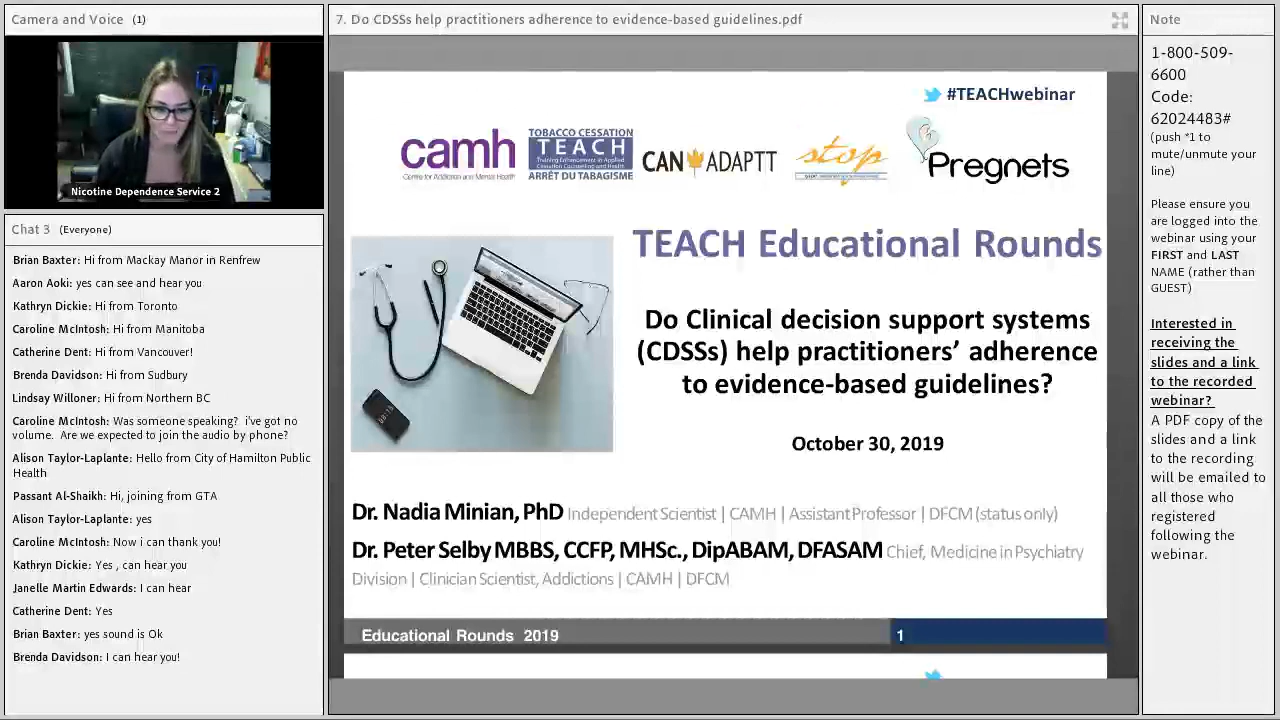 Camera and Voice (1)
Nicotine Dependence Service 2
Chat 3 (Everyone)
Brian Baxter: Hi from Mackay Manor in Renfrew
Aaron Aoki: yes can see and hear you
Kathryn Dickie: Hi from Toronto
Caroline McIntosh: Hi from Manitoba
Catherine Dent: Hi from Vancouver!
Brenda Davidson: Hi from Sudbury
Lindsay Willoner: Hi from Northern BC
Caroline McIntosh: Was someone speaking? i've got no
volume. Are we expected to join the audio by phone?
Alison Taylor-Laplante: Hello from City of Hamilton Public
Health
Passant Al-Shaikh: Hi, joining from GTA
Alison Taylor-Laplante: yes
Caroline McIntosh: Now i can thank you!
Kathryn Dickie: Yes , can hear you
Janelle Martin Edwards: I can hear
Catherine Dent: Yes
Brian Baxter: yes sound is Ok
Brenda Davidson: I can hear you!
7. Do CDSSs help practitioners adherence to evidence-based guidelines.pdf
#TEACHwebinar
camh
Centre for Addiction and Mental Health
TOBACCO CESSATION
TEACH
Training Enhancement in Applied
Cessation Counselling and Health
ARRÊT DU TABAGISME
CAN ADAPTT
stop
Pregnets
TEACH Educational Rounds
Do Clinical decision support systems
(CDSSs) help practitioners’ adherence
to evidence-based guidelines?
October 30, 2019
Dr. Nadia Minian, PhD Independent Scientist | CAMH | Assistant Professor | DFCM (status only)
Dr. Peter Selby MBBS, CCFP, MHSc., DipABAM, DFASAM Chief, Medicine in Psychiatry
Division | Clinician Scientist, Addictions | CAMH | DFCM
Educational Rounds 2019
1
Note
1-800-509-
6600
Code:
62024483#
(push *1 to
mute/unmute your
line)
Please ensure you
are logged into the
webinar using your
FIRST and LAST
NAME (rather than
GUEST)
Interested in
receiving the
slides and a link
to the recorded
webinar?
A PDF copy of the
slides and a link
to the recording
will be emailed to
all those who
registered
following the
webinar.